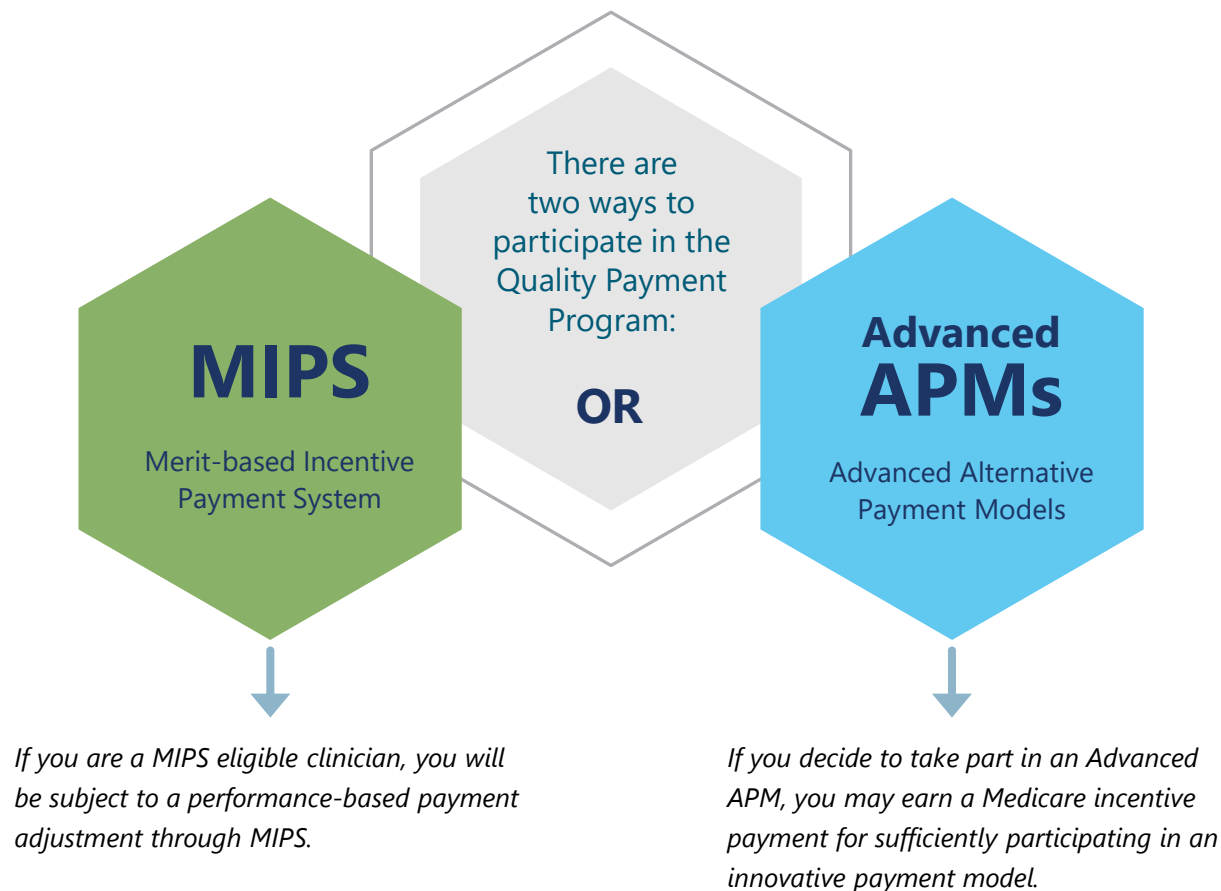 There are
two ways to
participate in the
Quality Payment
Program:
OR
MIPS
Merit-based Incentive
Payment System
Advanced
APMs
Advanced Alternative
Payment Models
If you are a MIPS eligible clinician, you will
be subject to a performance-based payment
adjustment through MIPS.
If you decide to take part in an Advanced
APM, you may earn a Medicare incentive
payment for sufficiently participating in an
innovative payment model.